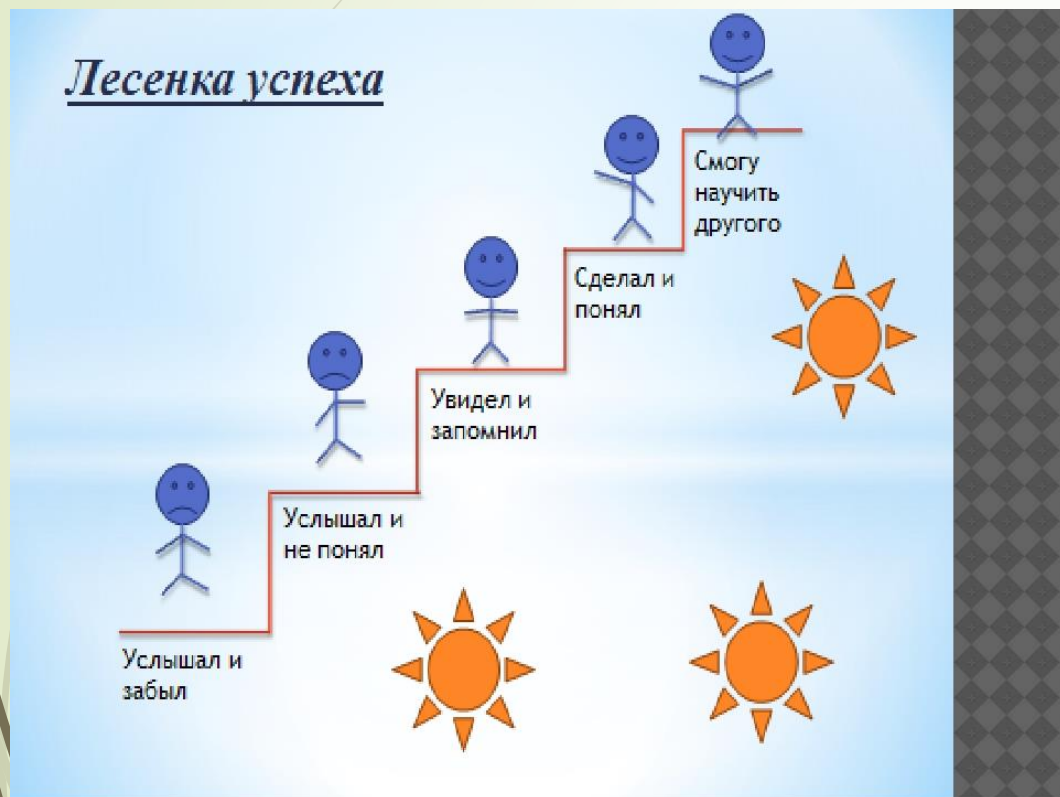 Лесенка успеха
Смогу
научить
другого
Сделал и
понял
Увидел и
запомнил
Услышал и
не понял
Услышал и
забыл